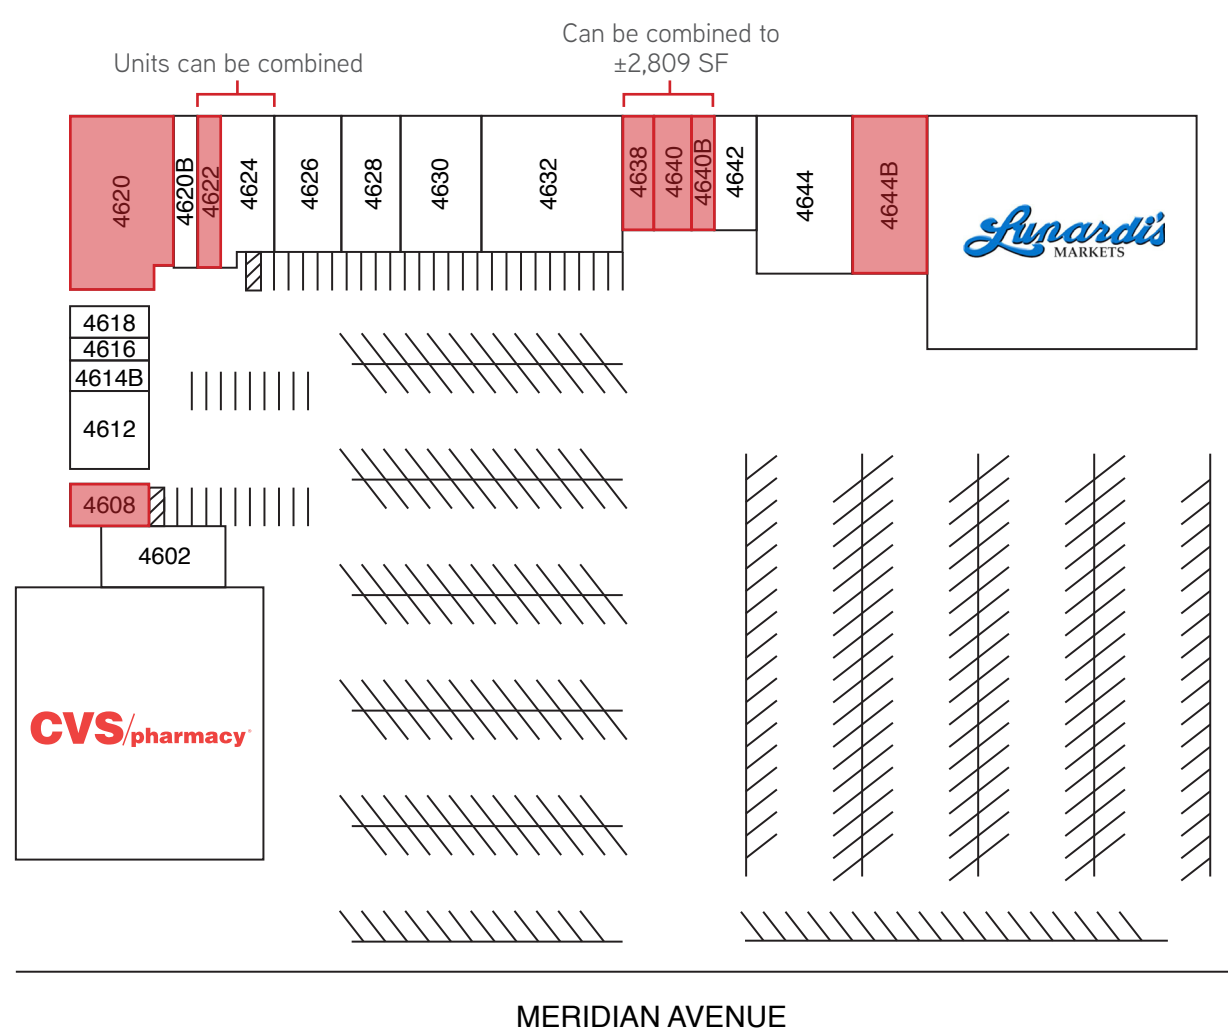 Can be combined to
±2,809 SF
Units can be combined
4620
4620B
4622
4624
4626
4628
4630
4632
4638
4640
4640B
4642
4644
4644B
Lunardi's
MARKETS
4618
4616
4614B
4612
4608
4602
CVS/pharmacy
MERIDIAN AVENUE